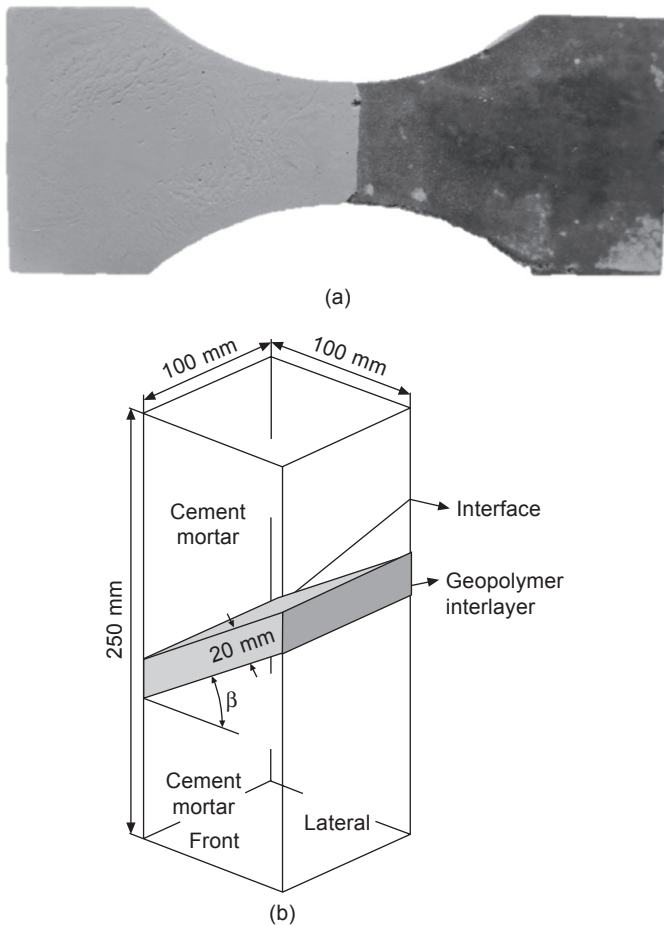 (a)
100 mm
100 mm
250 mm
Cement
mortar
Interface
Geopolymer
interlayer
20 mm
β
Cement
mortar
Front
Lateral
(b)